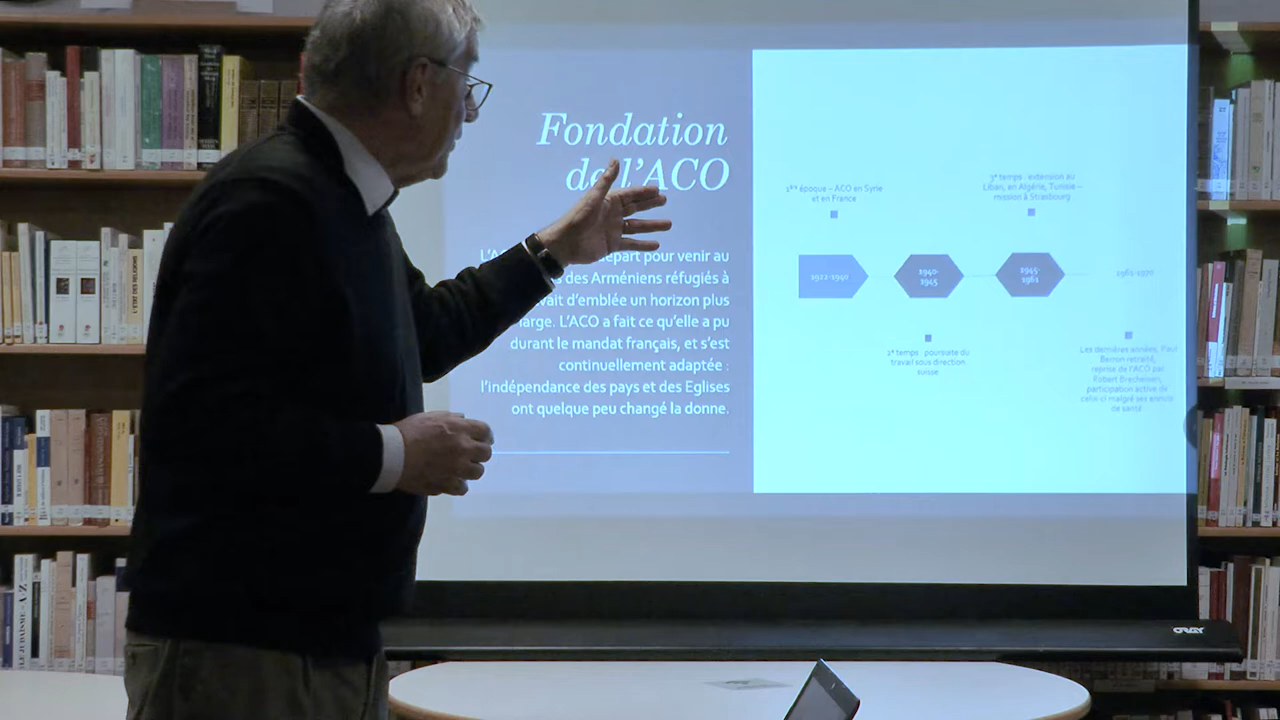 Fondation
de l'ACO
départ pour venir au
des Arméniens réfugiés à
avait d'emblée un horizon plus
large. L'ACO a fait ce qu'elle a pu
durant le mandat français, et s'est
continuellement adaptée :
l'indépendance des pays et des Eglises
ont quelque peu changé la donne.
1ère époque – ACO en Syrie
et en France
3e temps : extension au
Liban, en Algérie, Tunisie –
mission à Strasbourg
1922-1940
1940-
1945
1945-
1961
1961-1970
2e temps : poursuite du
travail sous direction
suisse
Les dernières années, Paul
Berron retraité,
reprise de l'ACO par
Robert
participation active de
celui-ci malgré ses
de santé
ORAY
LE JUDAÏSME de A à Z